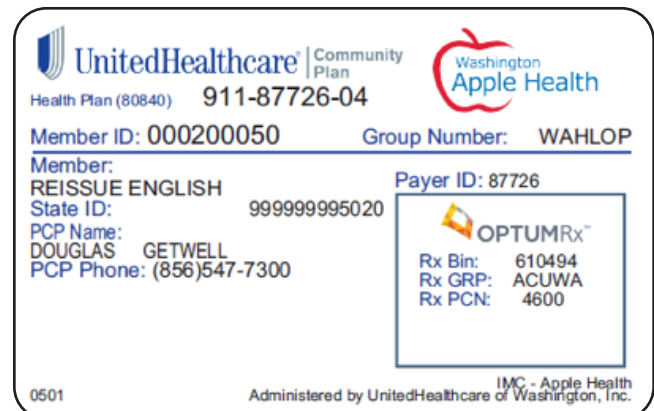 UnitedHealthcare® | Community Plan
Washington Apple Health
Health Plan (80840) 911-87726-04
Member ID: 000200050 Group Number: WAHLOP
Member:
REISSUE ENGLISH
State ID: 999999995020
PCP Name:
DOUGLAS GETWELL
PCP Phone: (856)547-7300
Payer ID: 87726
OPTUMRx™
Rx Bin: 610494
Rx GRP: ACUWA
Rx PCN: 4600
IMC - Apple Health
0501 Administered by UnitedHealthcare of Washington, Inc.